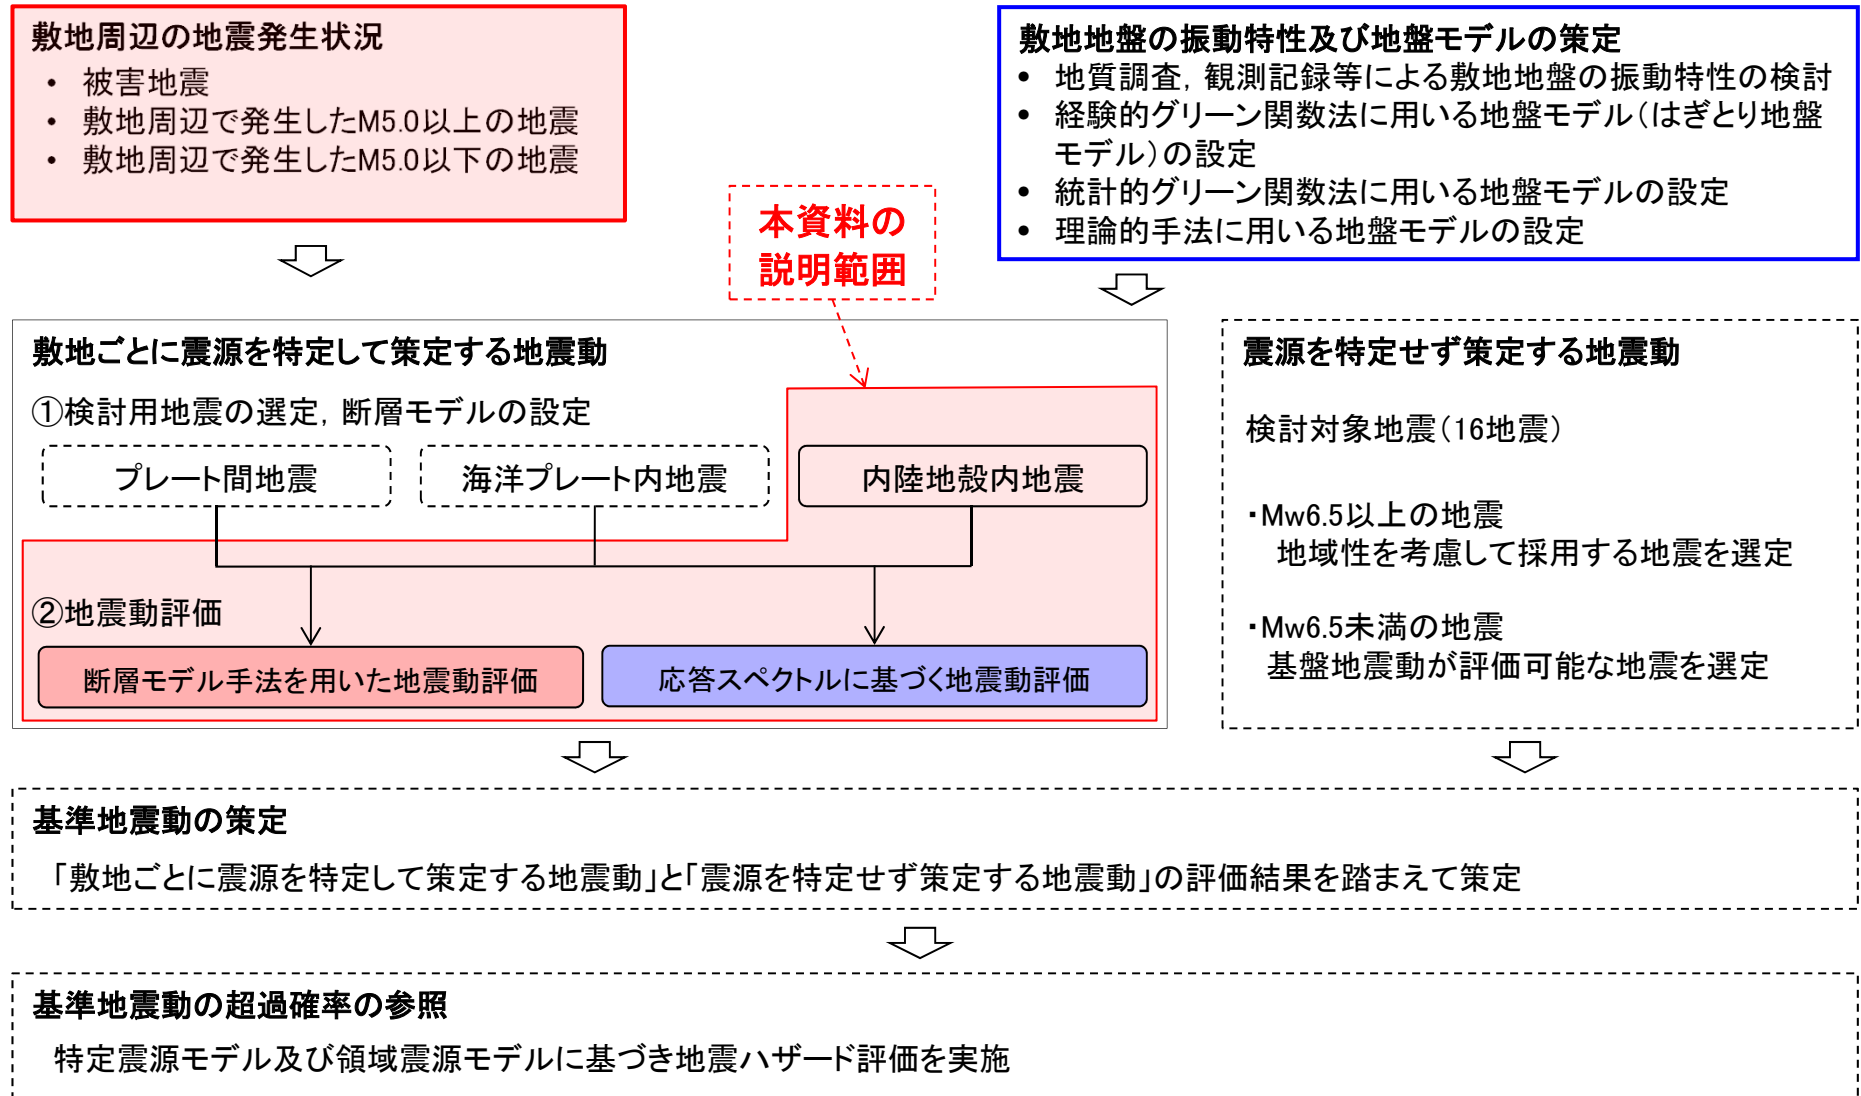 敷地周辺の地震発生状況
• 被害地震
• 敷地周辺で発生したM5.0以上の地震
• 敷地周辺で発生したM5.0以下の地震
敷地地盤の振動特性及び地盤モデルの策定
• 地質調査，観測記録等による敷地地盤の振動特性の検討
• 経験的グリーン関数法に用いる地盤モデル（はぎとり地盤
モデル）の設定
• 統計的グリーン関数法に用いる地盤モデルの設定
• 理論的手法に用いる地盤モデルの設定
本資料の
説明範囲
敷地ごとに震源を特定して策定する地震動
①検討用地震の選定，断層モデルの設定
プレート間地震
海洋プレート内地震
内陸地殻内地震
②地震動評価
断層モデル手法を用いた地震動評価
応答スペクトルに基づく地震動評価
震源を特定せず策定する地震動
検討対象地震（16地震）
・Mw6.5以上の地震
地域性を考慮して採用する地震を選定
・Mw6.5未満の地震
基盤地震動が評価可能な地震を選定
基準地震動の策定
「敷地ごとに震源を特定して策定する地震動」と「震源を特定せず策定する地震動」の評価結果を踏まえて策定
基準地震動の超過確率の参照
特定震源モデル及び領域震源モデルに基づき地震ハザード評価を実施